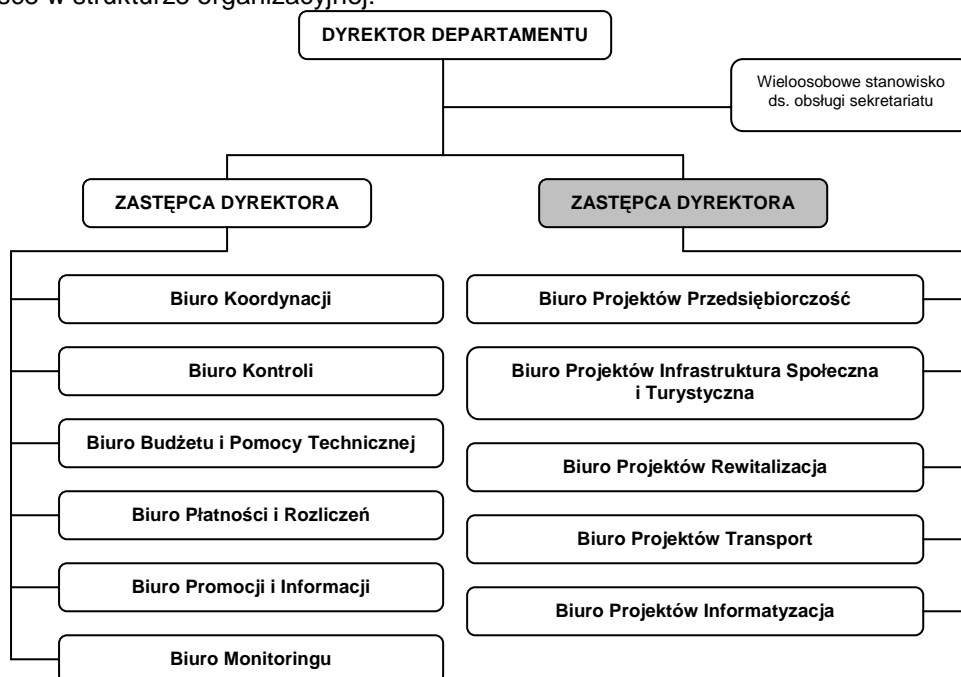 w strukturze organizacyjnej.
DYREKTOR DEPARTAMENTU
Wieloosobowe stanowisko
ds. obsługi sekretariatu
ZASTĘPCA DYREKTORA
ZASTĘPCA DYREKTORA
Biuro Koordynacji
Biuro Projektów Przedsiębiorczość
Biuro Kontroli
Biuro Projektów Infrastruktura Społeczna
i Turystyczna
Biuro Budżetu i Pomocy Technicznej
Biuro Projektów Rewitalizacja
Biuro Płatności i Rozliczeń
Biuro Projektów Transport
Biuro Promocji i Informacji
Biuro Projektów Informatyzacja
Biuro Monitoringu